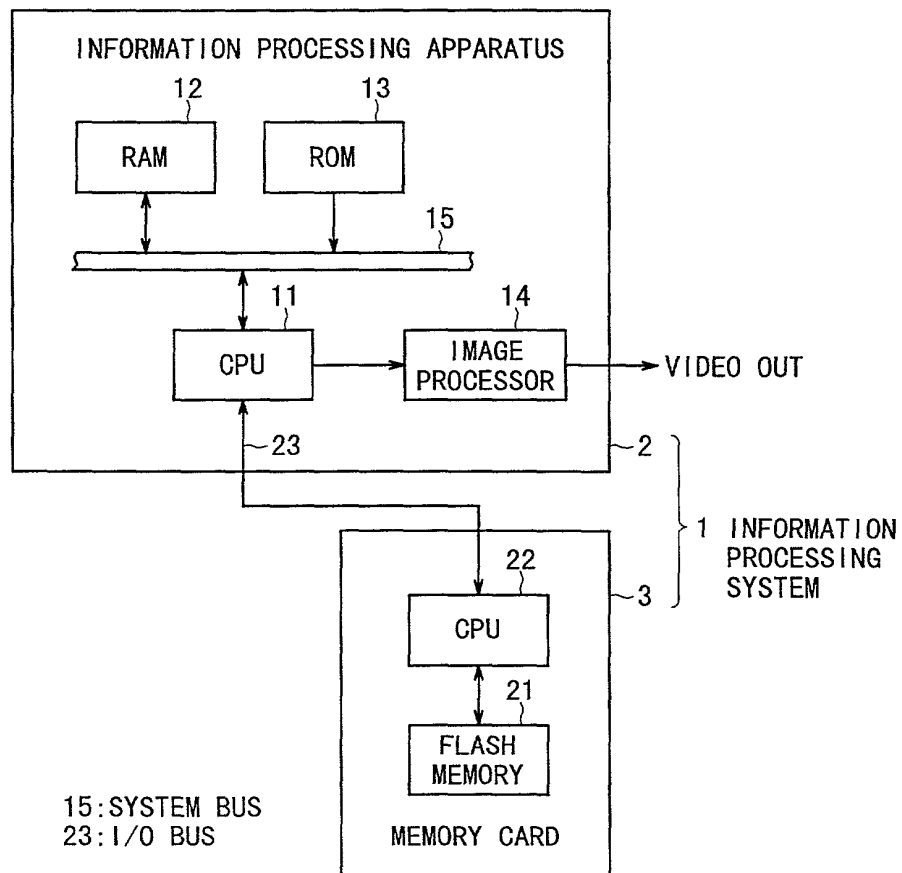 INFORMATION PROCESSING APPARATUS
12
13
RAM
ROM
15
11
14
CPU
IMAGE
PROCESSOR
VIDEO OUT
23
2
1 INFORMATION
PROCESSING
SYSTEM
22
3
CPU
21
FLASH
MEMORY
15:SYSTEM BUS
23:I/O BUS
MEMORY CARD